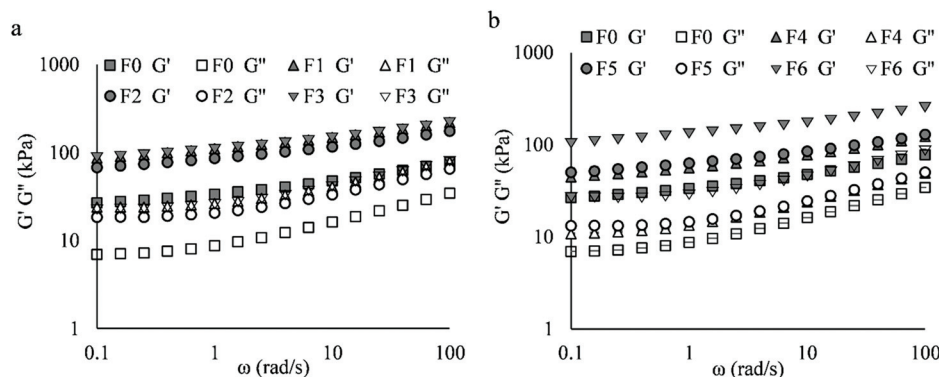 a
■ F0 G' □ F0 G" ▲ F1 G' △ F1 G"
● F2 G' ○ F2 G" ▼ F3 G' ▽ F3 G"
G' G" (kPa)
1000
100
10
1
0.1 1 10 100
ω (rad/s)
b
■ F0 G' □ F0 G" ▲ F4 G' △ F4 G"
● F5 G' ○ F5 G" ▼ F6 G' ▽ F6 G"
G' G" (kPa)
1000
100
10
1
0.1 1 10 100
ω (rad/s)